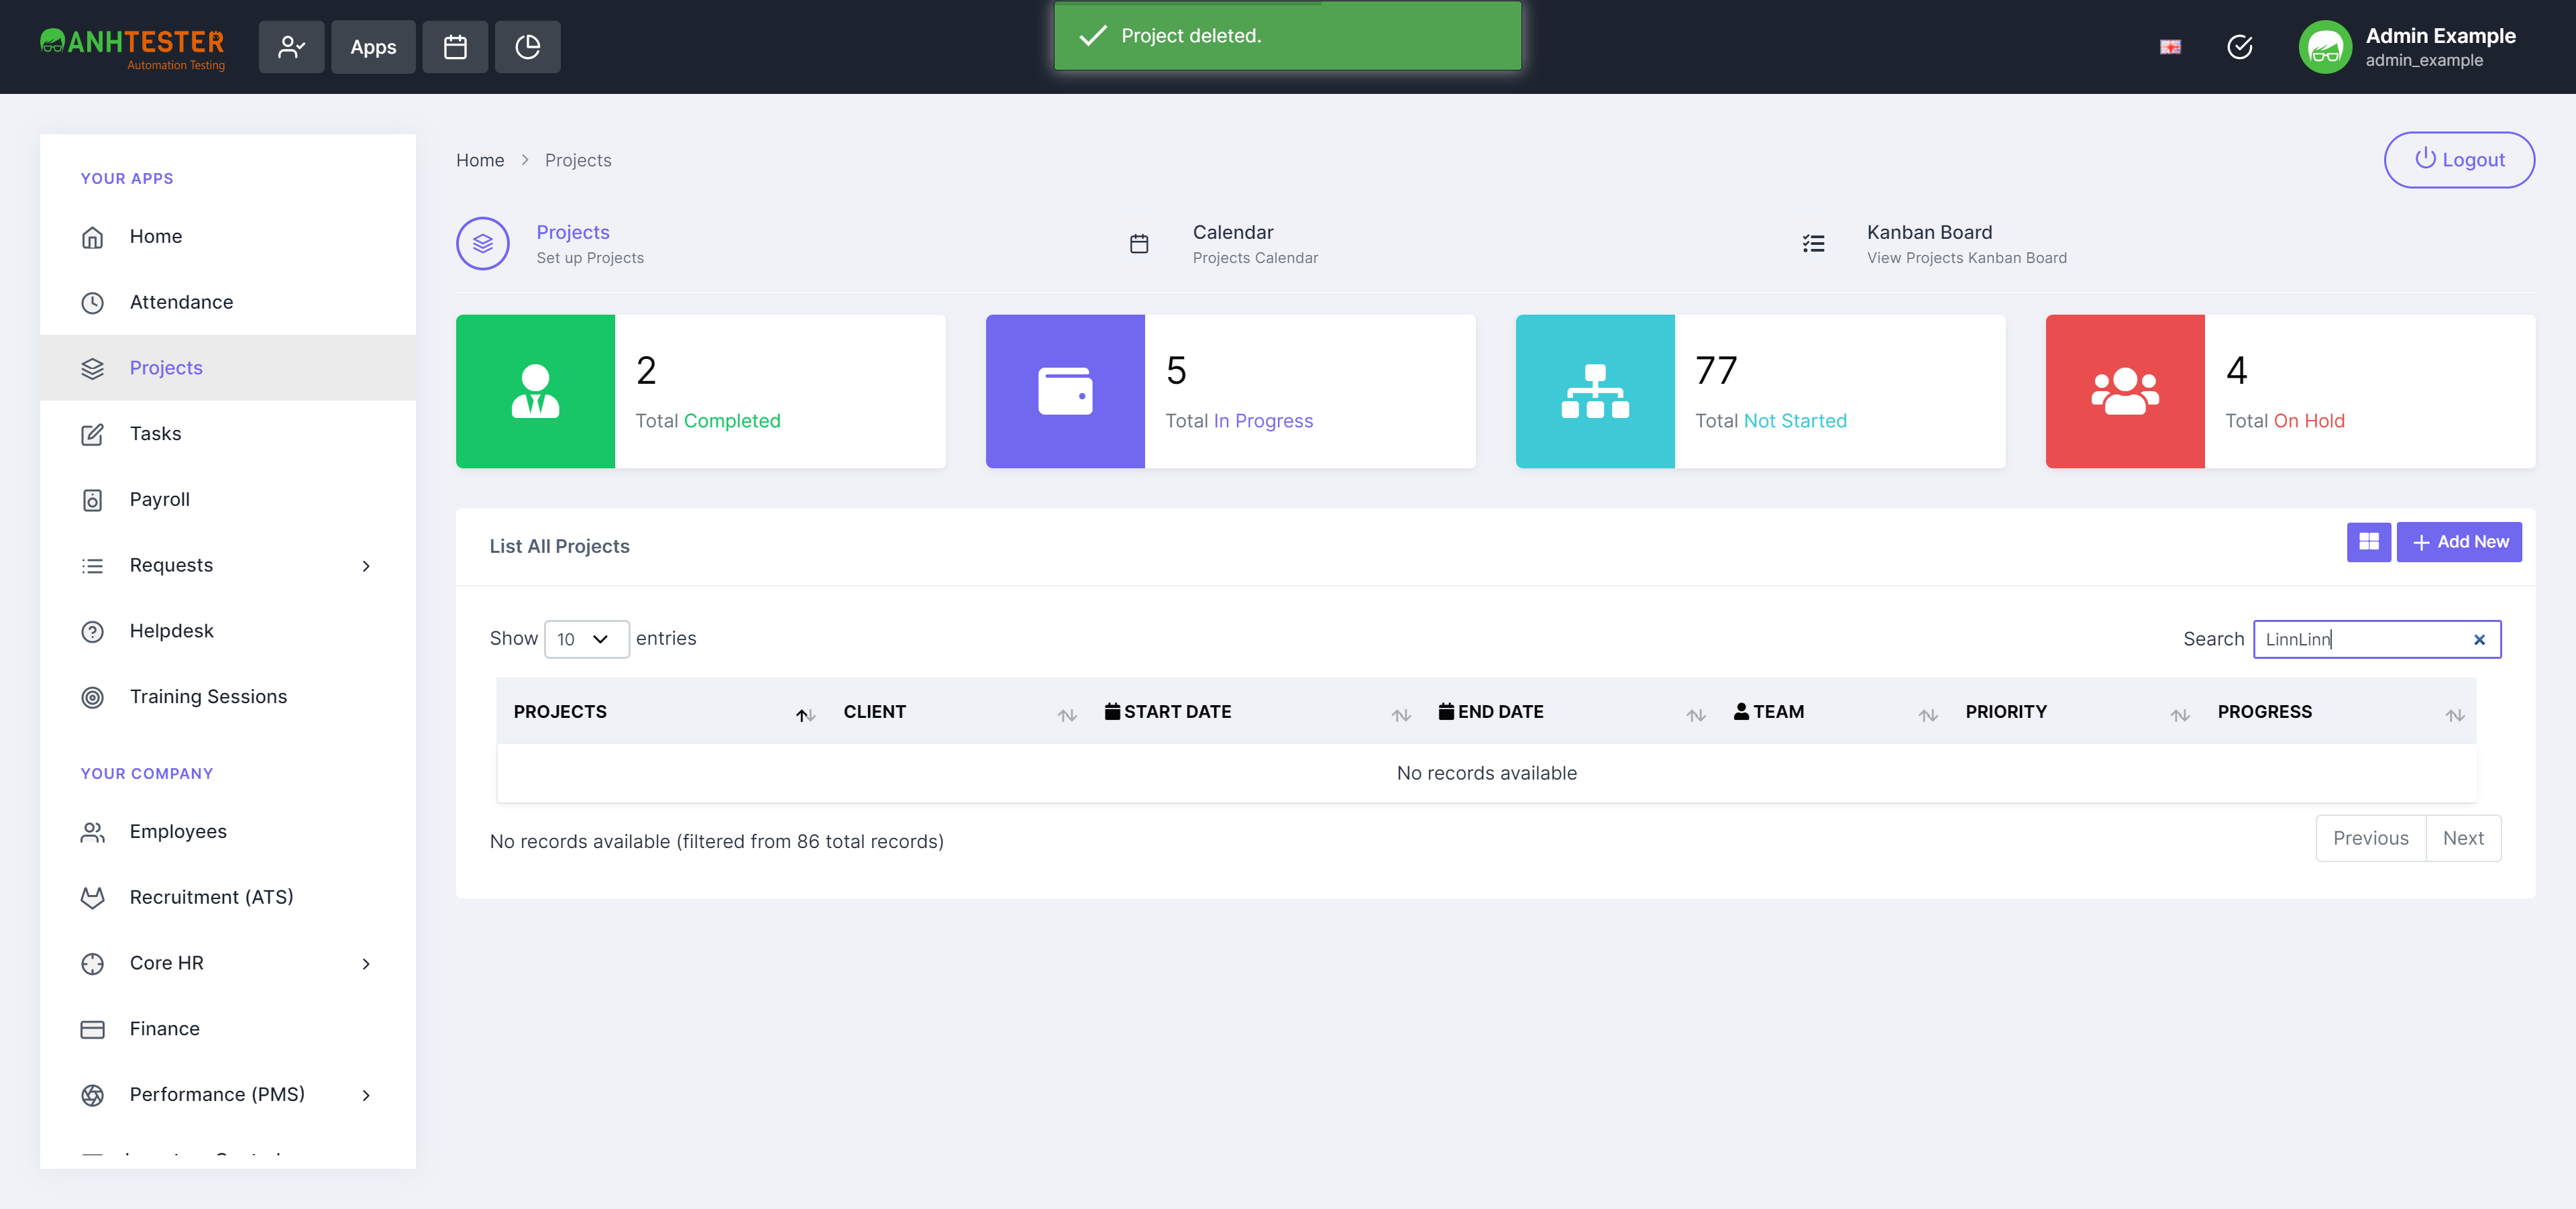 ANHTESTER
Automation Testing
Apps
Project deleted.
Admin Example
admin_example
YOUR APPS
Home
Attendance
Projects
Tasks
Payroll
Requests
Helpdesk
Training Sessions
YOUR COMPANY
Employees
Recruitment (ATS)
Core HR
Finance
Performance (PMS)
Home > Projects
Logout
Projects
Set up Projects
Calendar
Projects Calendar
Kanban Board
View Projects Kanban Board
2
Total Completed
5
Total In Progress
77
Total Not Started
4
Total On Hold
List All Projects
Add New
Show 10 entries
Search LinnLinn
PROJECTS CLIENT START DATE END DATE TEAM PRIORITY PROGRESS
No records available
No records available (filtered from 86 total records)
Previous Next